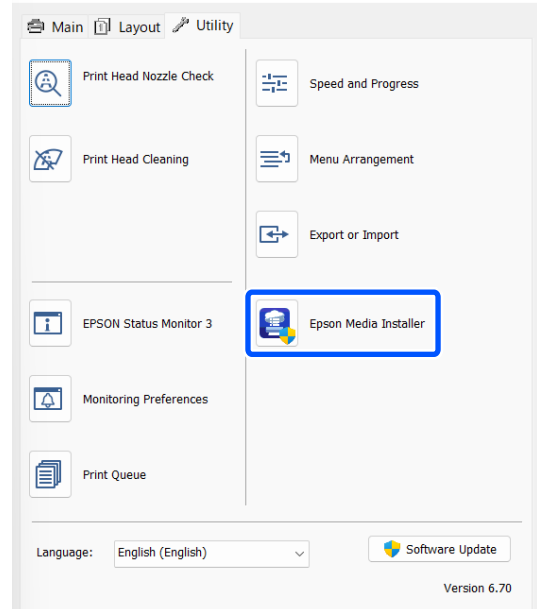 Main
Layout
Utility
Print Head Nozzle Check
Speed and Progress
Print Head Cleaning
Menu Arrangement
Export or Import
EPSON Status Monitor 3
Epson Media Installer
Monitoring Preferences
Print Queue
Language:
English (English)
Software Update
Version 6.70